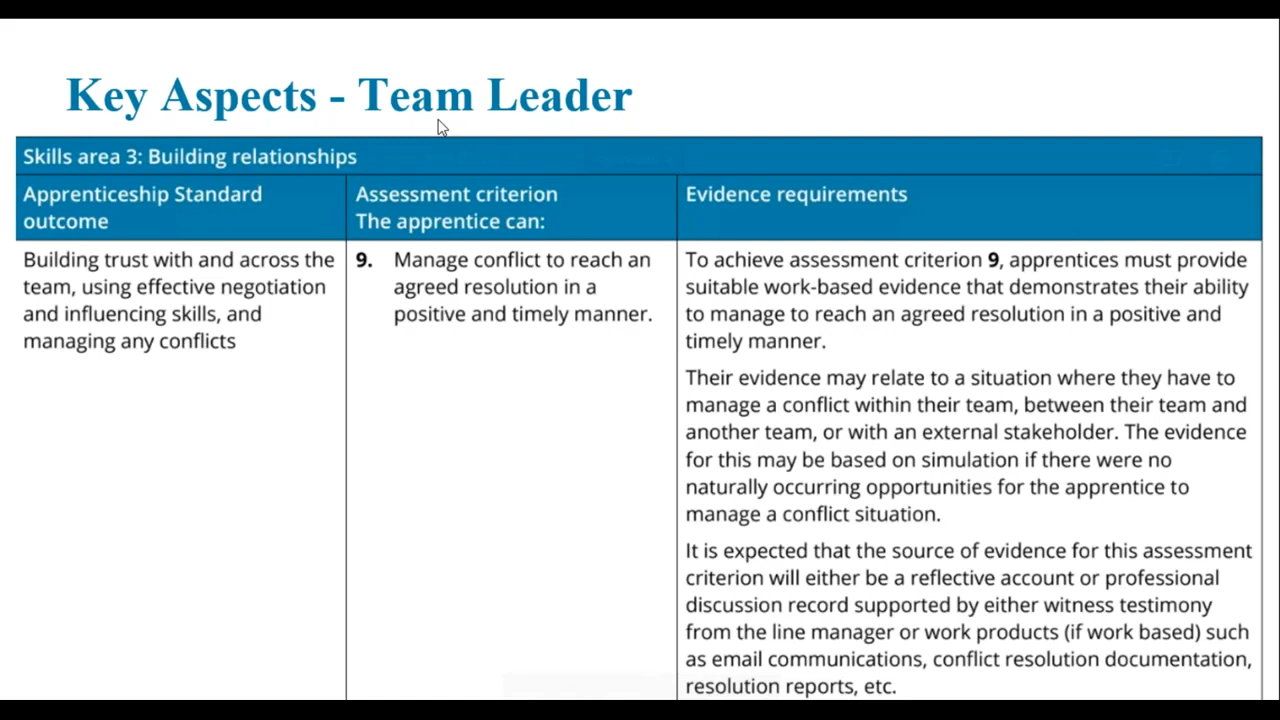 Key Aspects - Team Leader
Skills area 3: Building relationships
Apprenticeship Standard
outcome
Assessment criterion
The apprentice can:
Evidence requirements
Building trust with and across the
team, using effective negotiation
and influencing skills, and
managing any conflicts
9. Manage conflict to reach an
agreed resolution in a
positive and timely manner.
To achieve assessment criterion 9, apprentices must provide
suitable work-based evidence that demonstrates their ability
to manage to reach an agreed resolution in a positive and
timely manner.
Their evidence may relate to a situation where they have to
manage a conflict within their team, between their team and
another team, or with an external stakeholder. The evidence
for this may be based on simulation if there were no
naturally occurring opportunities for the apprentice to
manage a conflict situation.
It is expected that the source of evidence for this assessment
criterion will either be a reflective account or professional
discussion record supported by either witness testimony
from the line manager or work products (if work based) such
as email communications, conflict resolution documentation,
resolution reports, etc.